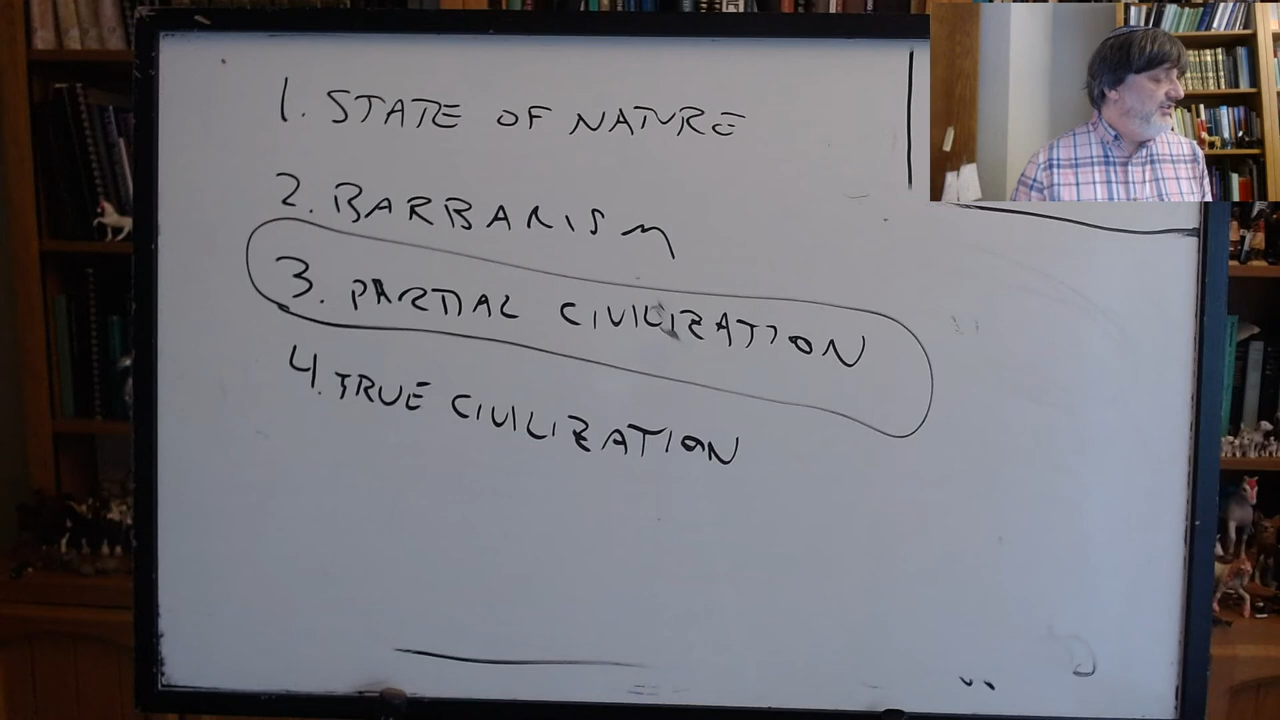 1. STATE OF NATURE
2. BARBARISM
3. PARTIAL CIVILIZATION
4. TRUE CIVILIZATION